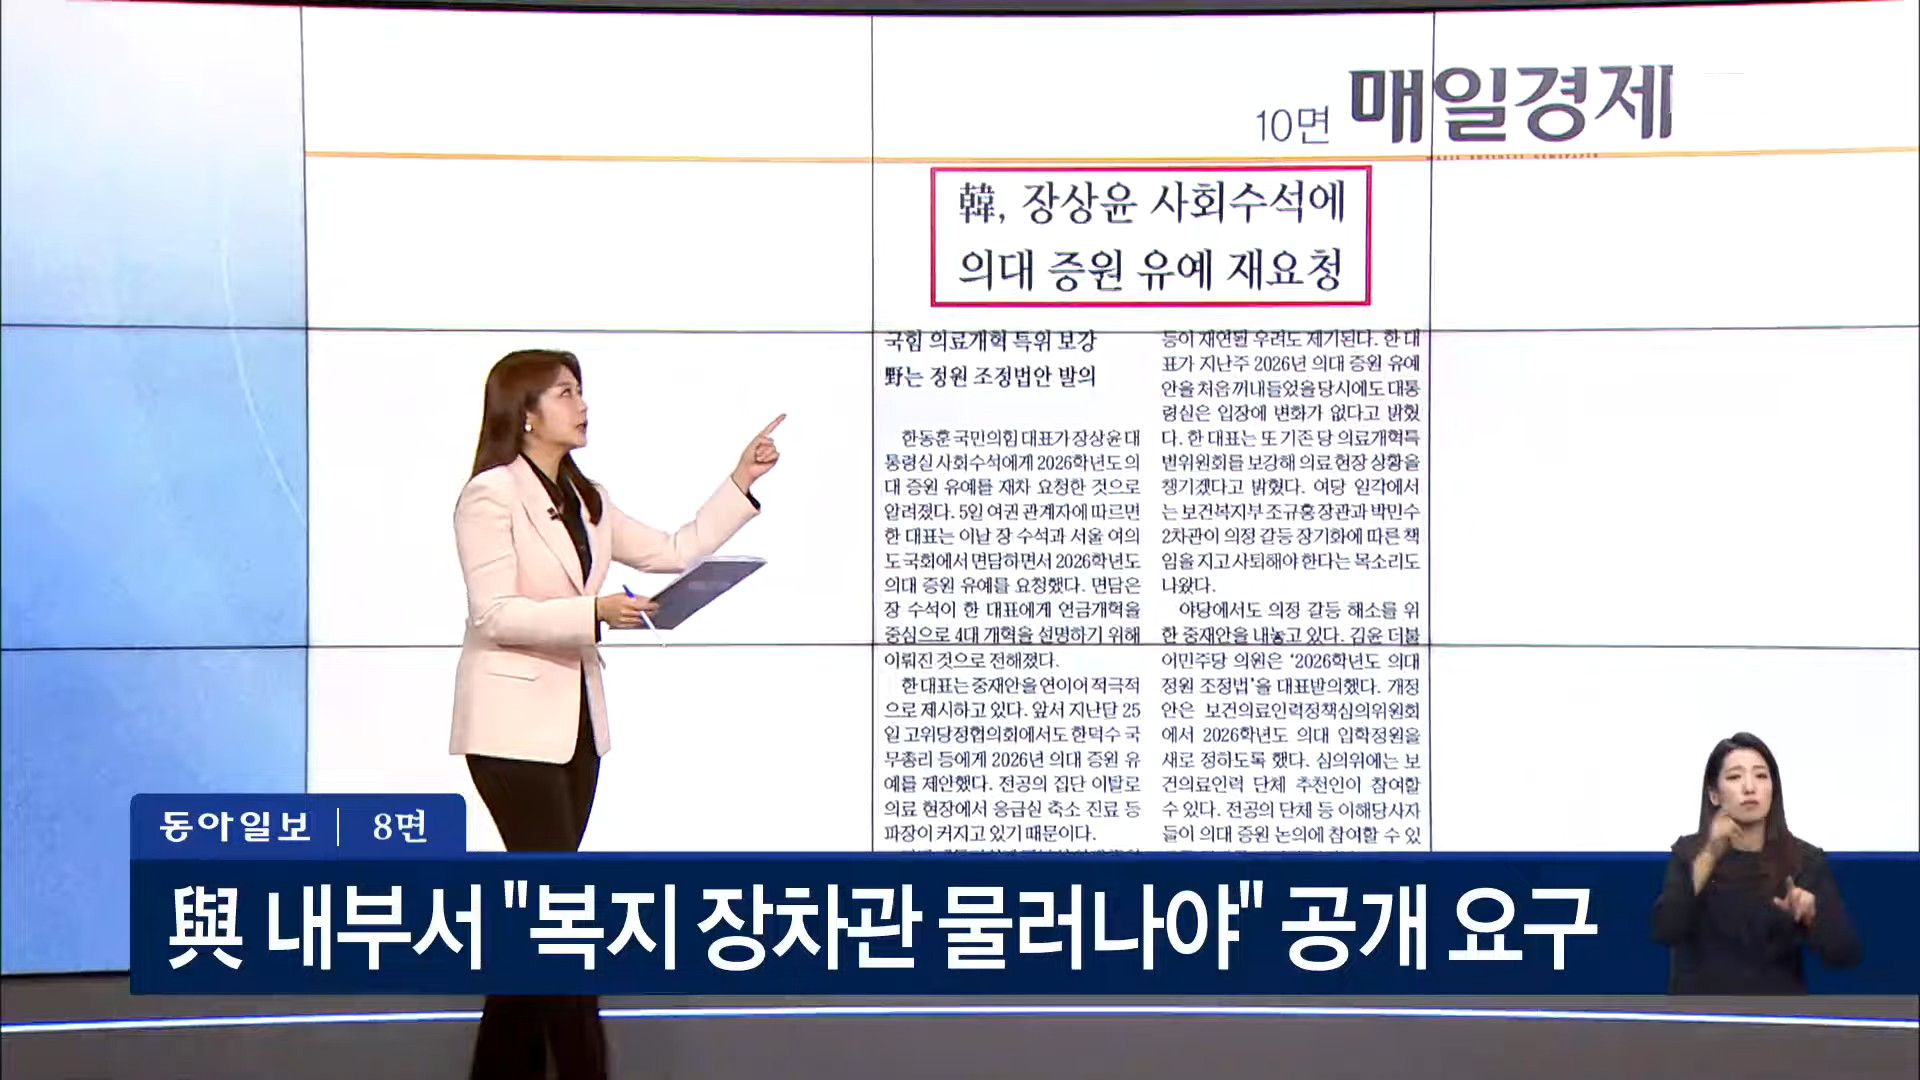 10면 매일경제
韓, 장상윤 사회수석에
의대 증원 유예 재요청
국힘 의료개혁 특위 보강
野는 정원 조정법안 발의
한동훈 국민의힘 대표가 장상윤 대
통령실 사회수석에게 2026학년도 의
대 증원 유예를 재차 요청한 것으로
알려졌다. 5일 여권 관계자에 따르면
한 대표는 이날 장 수석과 서울 여의
도 국회에서 면담하면서 2026학년도
의대 증원 유예를 요청했다. 면담은
장 수석이 한 대표에게 연금개혁을
중심으로 4대 개혁을 설명하기 위해
이뤄진 것으로 전해졌다.
한 대표는 중재안을 연이어 적극적
으로 제시하고 있다. 앞서 지난달 25
일 고위당정협의회에서도 한덕수 국
무총리 등에게 2026년 의대 증원 유
예를 제안했다. 전공의 집단 이탈로
의료 현장에서 응급실 축소 진료 등
파장이 커지고 있기 때문이다.
등이 재연될 우려도 제기된다. 한 대
표가 지난주 2026년 의대 증원 유예
안을 처음 꺼내들었을 당시에도 대통
령실은 입장에 변화가 없다고 밝혔
다. 한 대표는 또 기존 당 의료개혁특
별위원회를 보강해 의료 현장 상황을
챙기겠다고 밝혔다. 여당 일각에서
는 보건복지부 조규홍 장관과 박민수
2차관이 의정 갈등 장기화에 따른 책
임을 지고 사퇴해야 한다는 목소리도
나왔다.
야당에서도 의정 갈등 해소를 위
한 중재안을 내놓고 있다. 김윤 더불
어민주당 의원은 ‘2026학년도 의대
정원 조정법’을 대표발의했다. 개정
안은 보건의료인력정책심의위원회
에서 2026학년도 의대 입학정원을
새로 정하도록 했다. 심의위에는 보
건의료인력 단체 추천인이 참여할
수 있다. 전공의 단체 등 이해당사자
들이 의대 증원 논의에 참여할 수 있
동아일보 | 8면
與 내부서 "복지 장차관 물러나야" 공개 요구